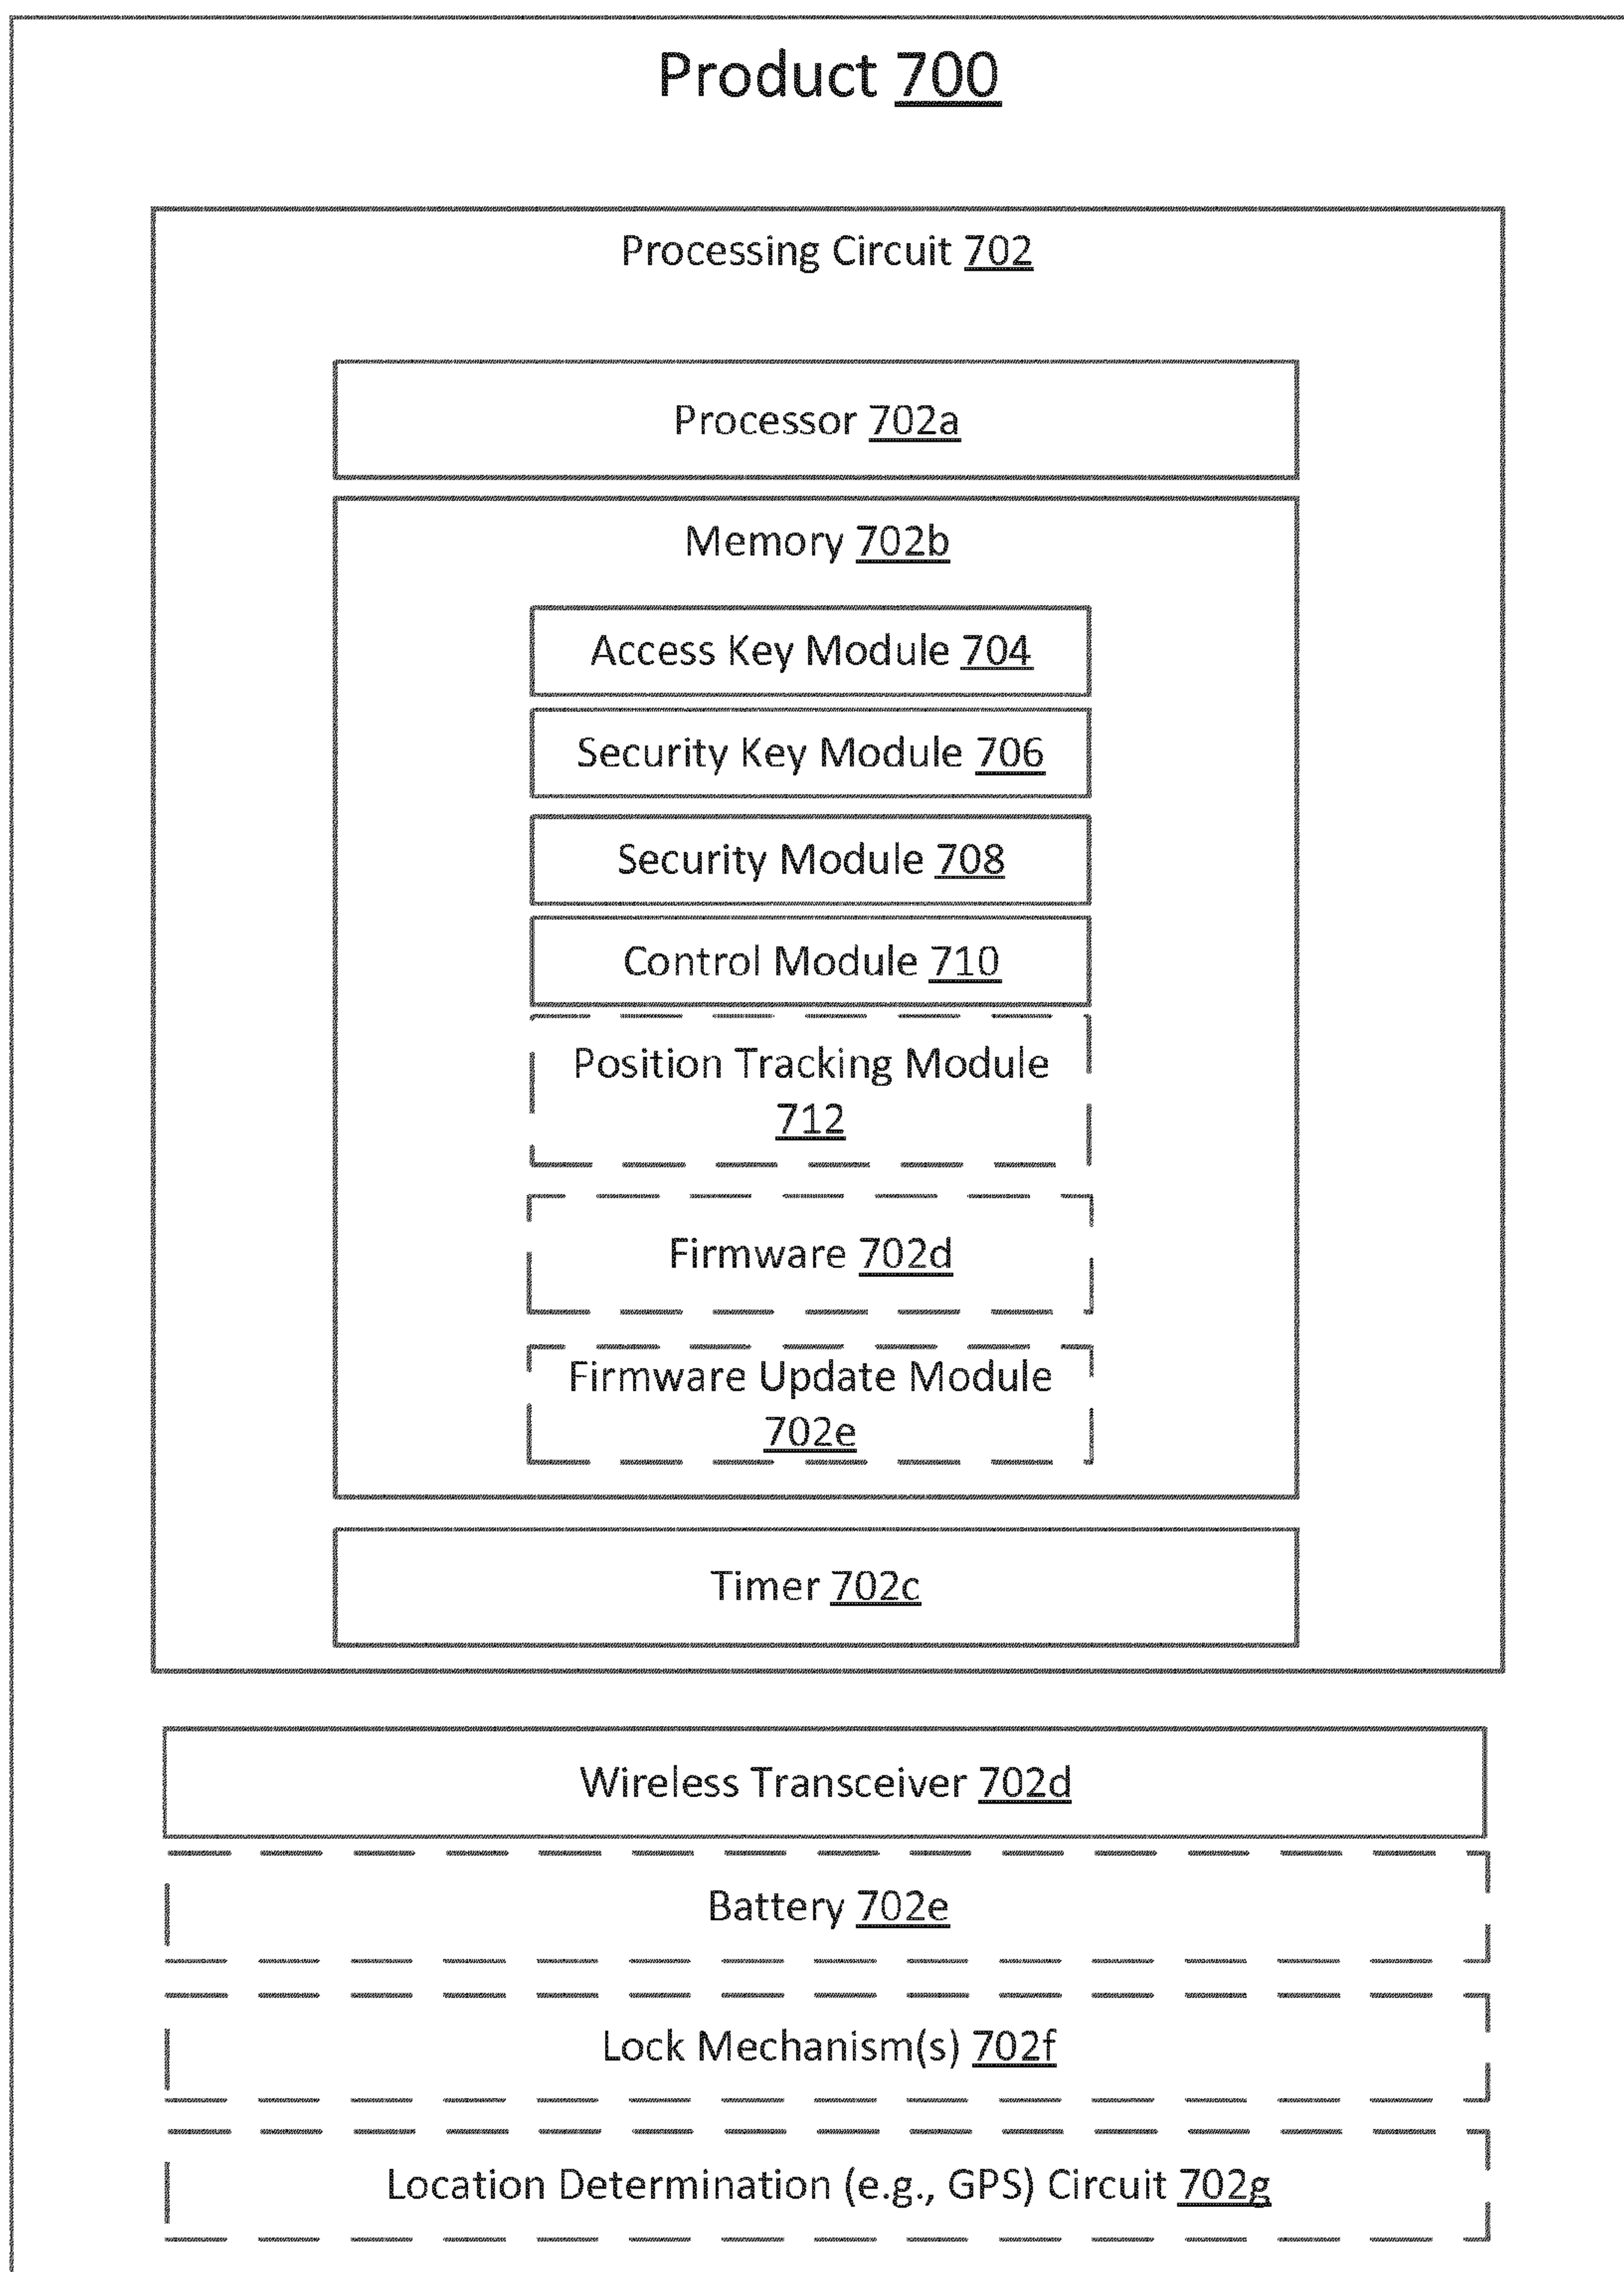 Product 700
Processing Circuit 702
Processor 702a
Memory 702b
Access Key Module 704
Security Key Module 706
Security Module 708
Control Module 710
Position Tracking Module
712
Firmware 702d
Firmware Update Module
702e
Timer 702c
Wireless Transceiver 702d
Battery 702e
Lock Mechanism(s) 702f
Location Determination (e.g., GPS) Circuit 702g